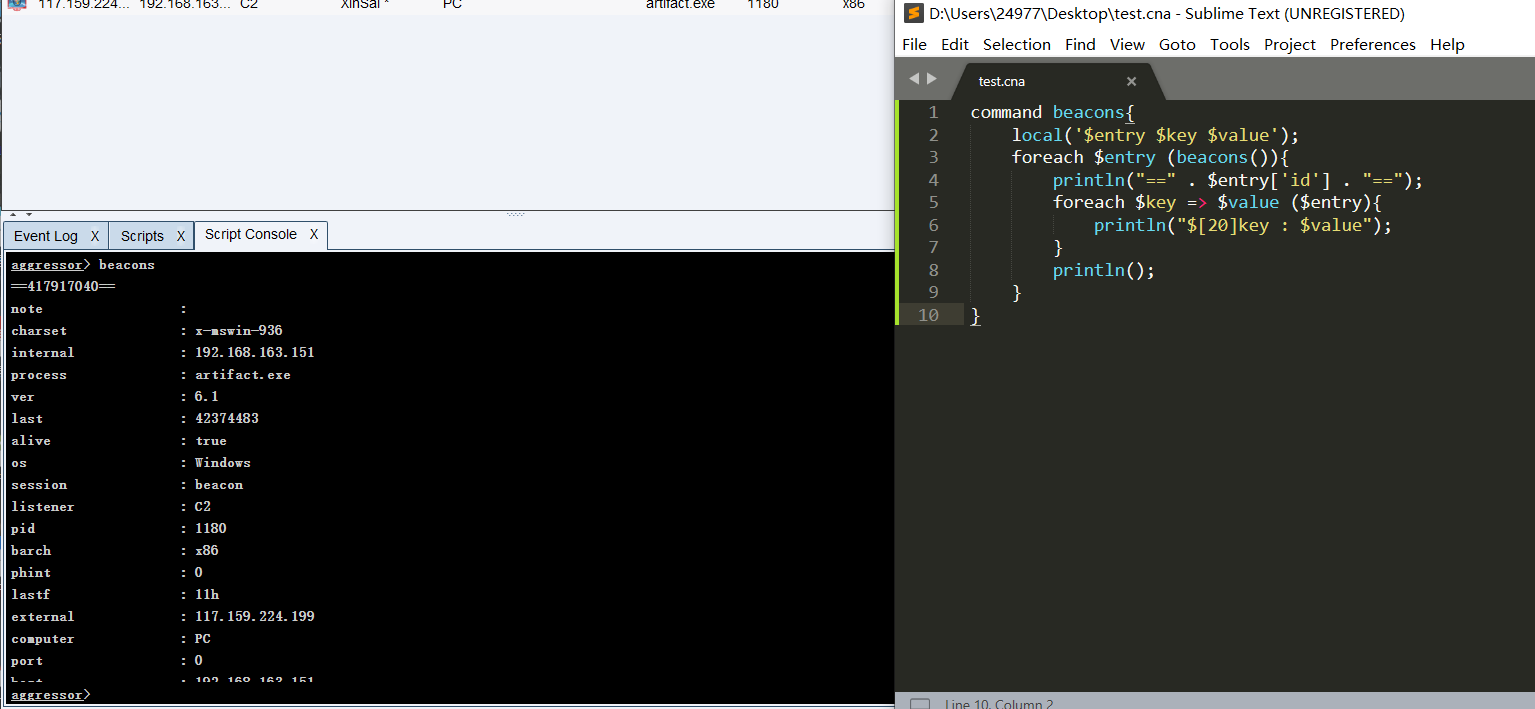 117.159.224... 192.168.163... C2 XinSai * PC artifact.exe 1180 x86
Event Log X Scripts X Script Console X
aggressor> beacons
==417917040==
note :
charset : x-mswin-936
internal : 192.168.163.151
process : artifact.exe
ver : 6.1
last : 42374483
alive : true
os : Windows
session : beacon
listener : C2
pid : 1180
barch : x86
phint : 0
lastf : 11h
external : 117.159.224.199
computer : PC
port : 0
host : 192.168.163.151
aggressor>
D:\Users\24977\Desktop\test.cna - Sublime Text (UNREGISTERED)
File Edit Selection Find View Goto Tools Project Preferences Help
test.cna ×
1 command beacons{
2 local('$entry $key $value');
3 foreach $entry (beacons()){
4 println("==" . $entry['id'] . "==");
5 foreach $key => $value ($entry){
6 println("$[20]key : $value");
7 }
8 println();
9 }
10 }
Line 10, Column 2